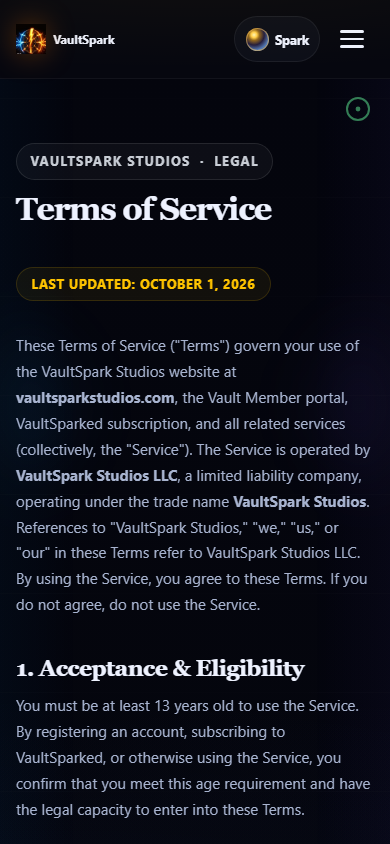 VaultSpark
Spark
VAULTSPARK STUDIOS · LEGAL
Terms of Service
LAST UPDATED: OCTOBER 1, 2026
These Terms of Service ("Terms") govern your use of
the VaultSpark Studios website at
vaultsparkstudios.com, the Vault Member portal,
VaultSparked subscription, and all related services
(collectively, the "Service"). The Service is operated by
VaultSpark Studios LLC, a limited liability company,
operating under the trade name VaultSpark Studios.
References to "VaultSpark Studios," "we," "us," or
"our" in these Terms refer to VaultSpark Studios LLC.
By using the Service, you agree to these Terms. If you
do not agree, do not use the Service.
1. Acceptance & Eligibility
You must be at least 13 years old to use the Service.
By registering an account, subscribing to
VaultSparked, or otherwise using the Service, you
confirm that you meet this age requirement and have
the legal capacity to enter into these Terms.